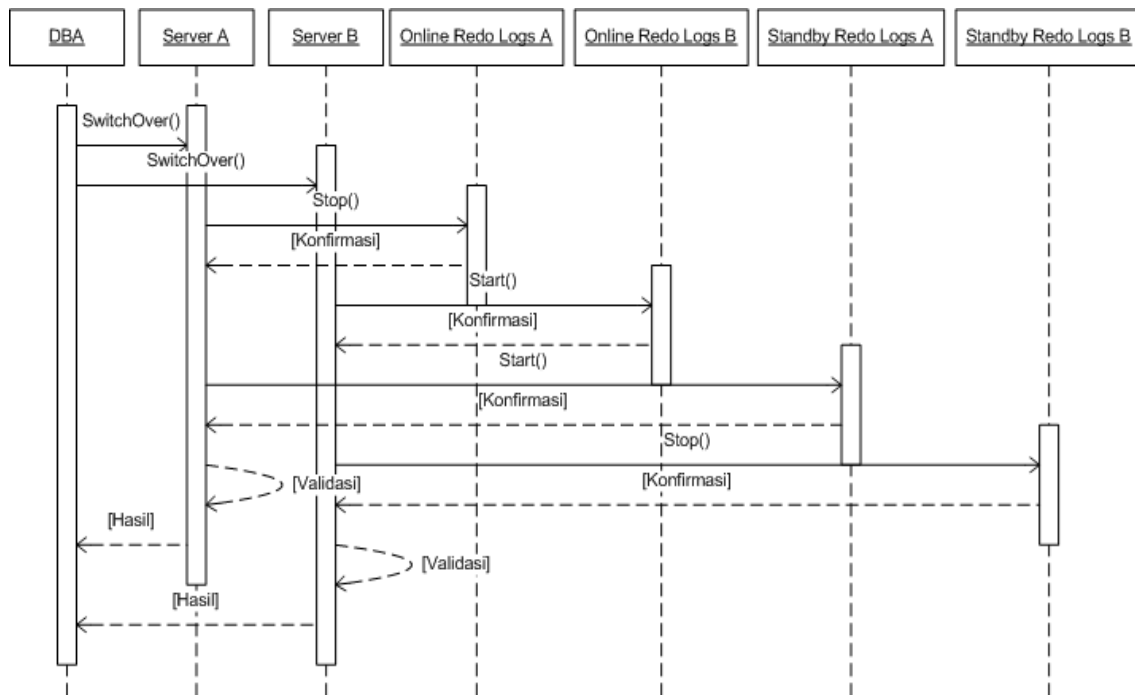 DBA
Server A
Server B
Online Redo Logs A
Online Redo Logs B
Standby Redo Logs A
Standby Redo Logs B
SwitchOver()
SwitchOver()
Stop()
[Konfirmasi]
Start()
[Konfirmasi]
Start()
[Konfirmasi]
Stop()
[Konfirmasi]
[Validasi]
[Hasil]
[Validasi]
[Hasil]